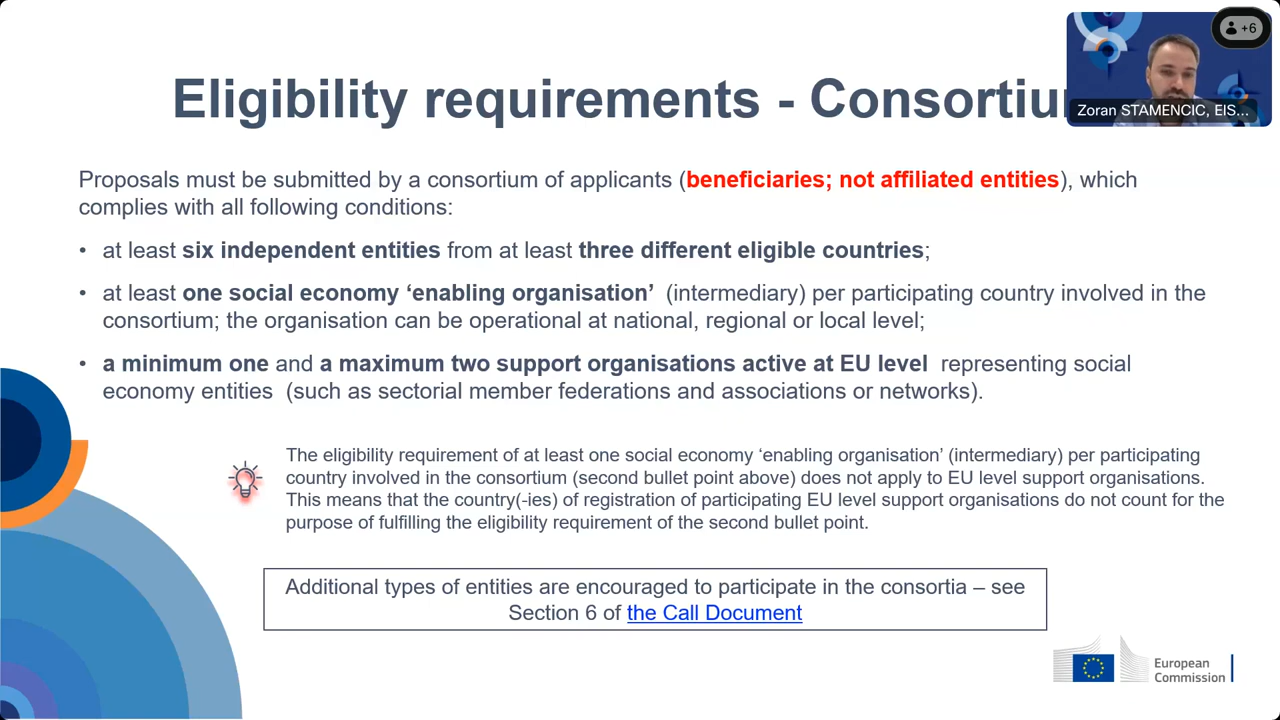 +6
Zoran STAMENCIC, EIS...
Eligibility requirements - Consortiu
Proposals must be submitted by a consortium of applicants (beneficiaries; not affiliated entities), which
complies with all following conditions:
• at least six independent entities from at least three different eligible countries;
• at least one social economy ‘enabling organisation’ (intermediary) per participating country involved in the
consortium; the organisation can be operational at national, regional or local level;
• a minimum one and a maximum two support organisations active at EU level representing social
economy entities (such as sectorial member federations and associations or networks).
The eligibility requirement of at least one social economy ‘enabling organisation’ (intermediary) per participating
country involved in the consortium (second bullet point above) does not apply to EU level support organisations.
This means that the country(-ies) of registration of participating EU level support organisations do not count for the
purpose of fulfilling the eligibility requirement of the second bullet point.
Additional types of entities are encouraged to participate in the consortia – see
Section 6 of the Call Document
European
Commission